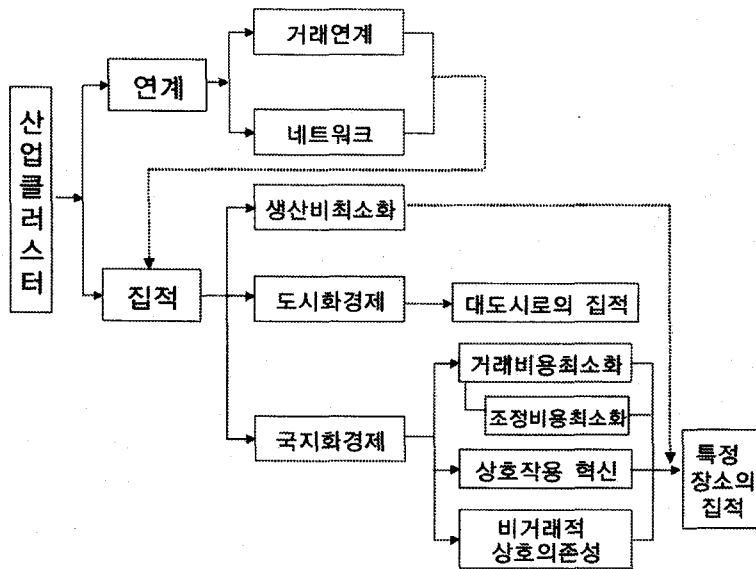 산업클러스터
연계
거래연계
네트워크
집적
생산비최소화
도시화경제
대도시로의 집적
국지화경제
거래비용최소화
조정비용최소화
상호작용 혁신
비거래적
상호의존성
특정
장소의
집적